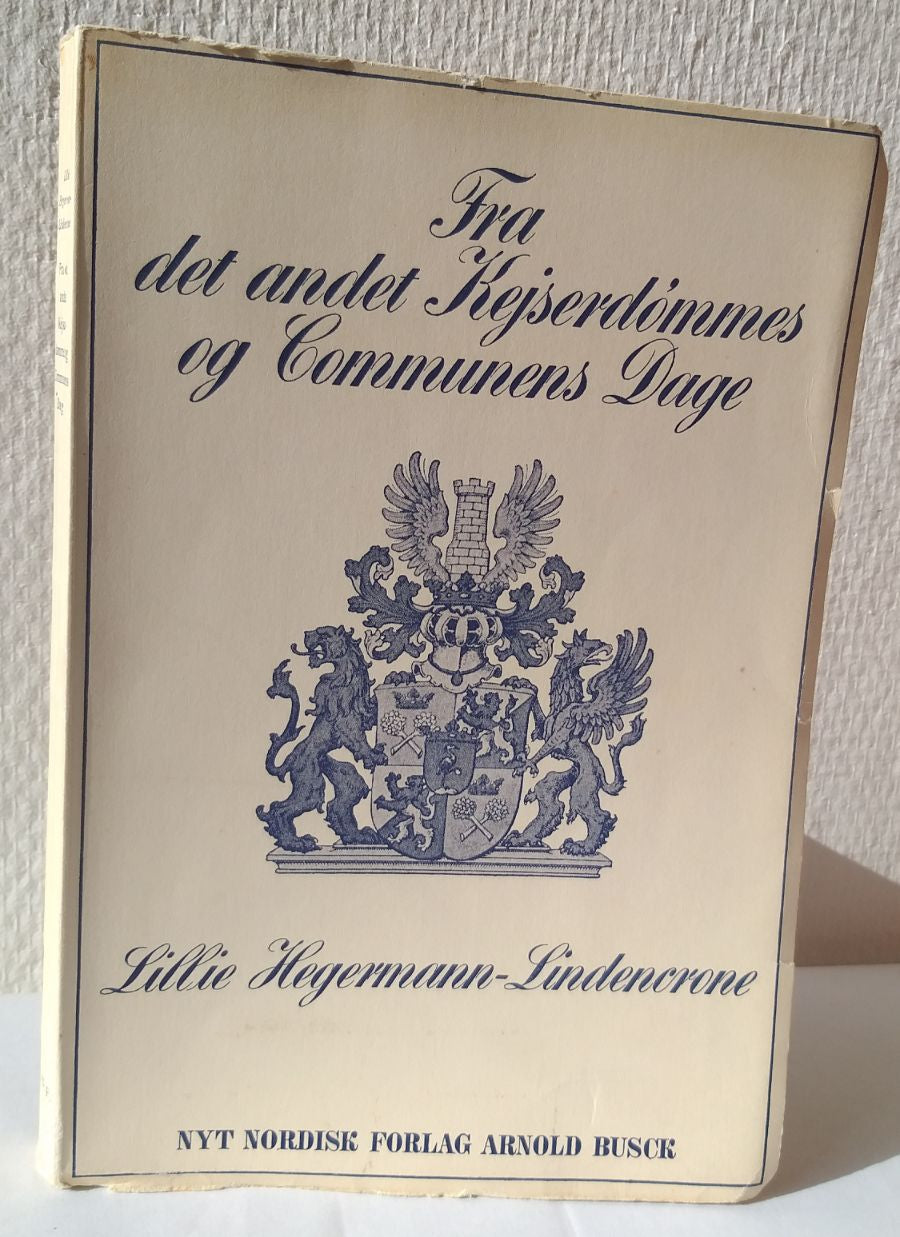 Fra
det andet Kejserdømmes
og Communens Dage
Lillie Hegermann-Lindencrone
NYT NORDISK FORLAG ARNOLD BUSCK